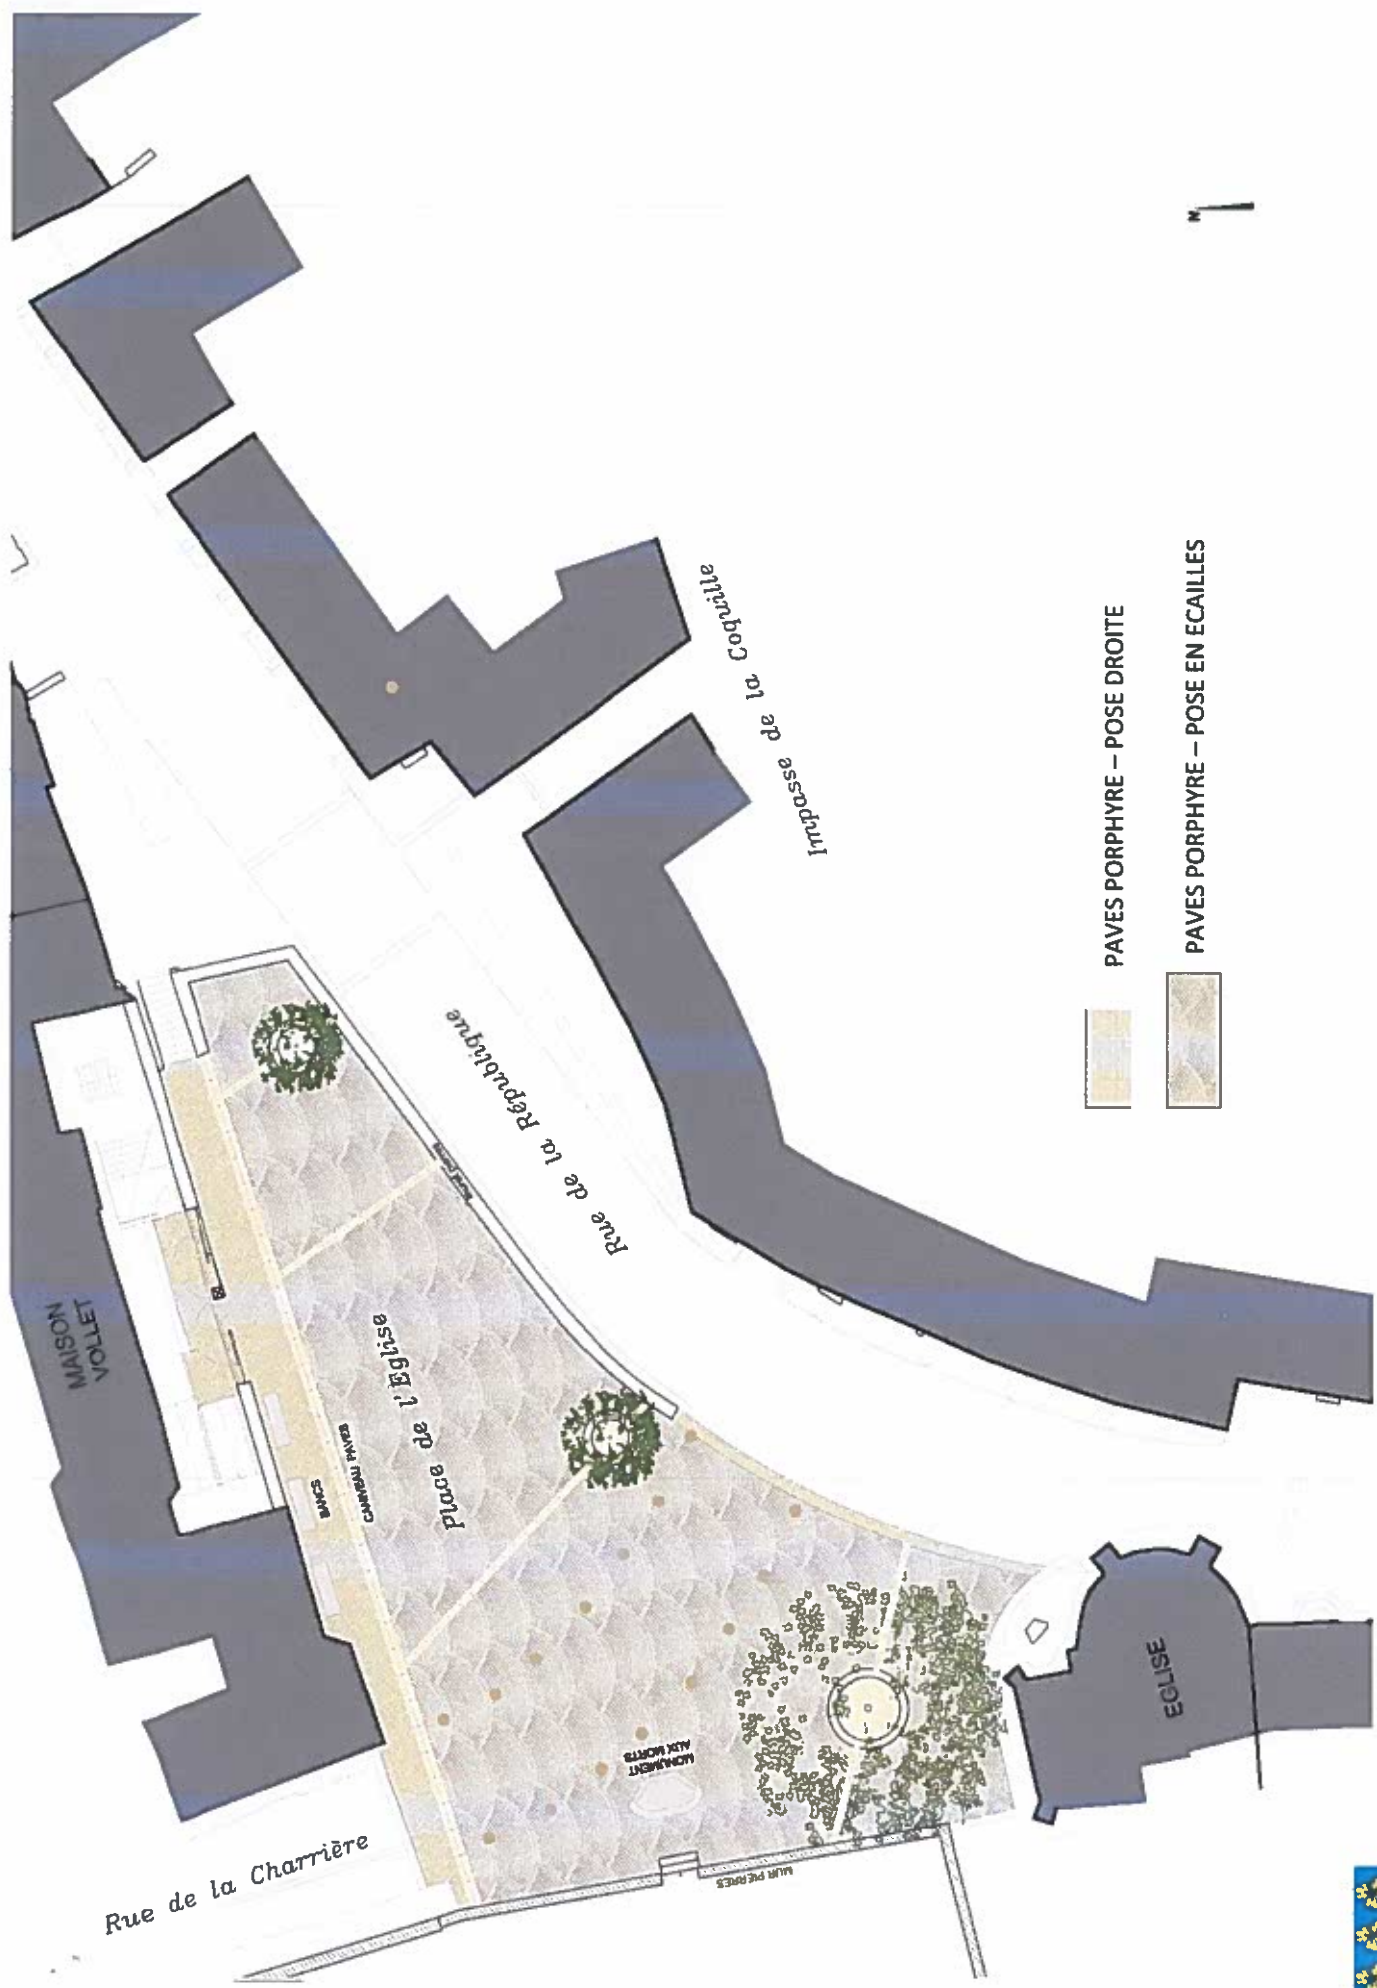 MAISON
VOLLET
Rue de la Charrière
BANCS
CANIVEAU PAVES
Place de l'Eglise
Rue de la République
Impasse de la Coquille
MONUMENT
AUX MORTS
MUR PIERRES
EGLISE
N
PAVES PORPHYRE – POSE DROITE
PAVES PORPHYRE – POSE EN ECAILLES